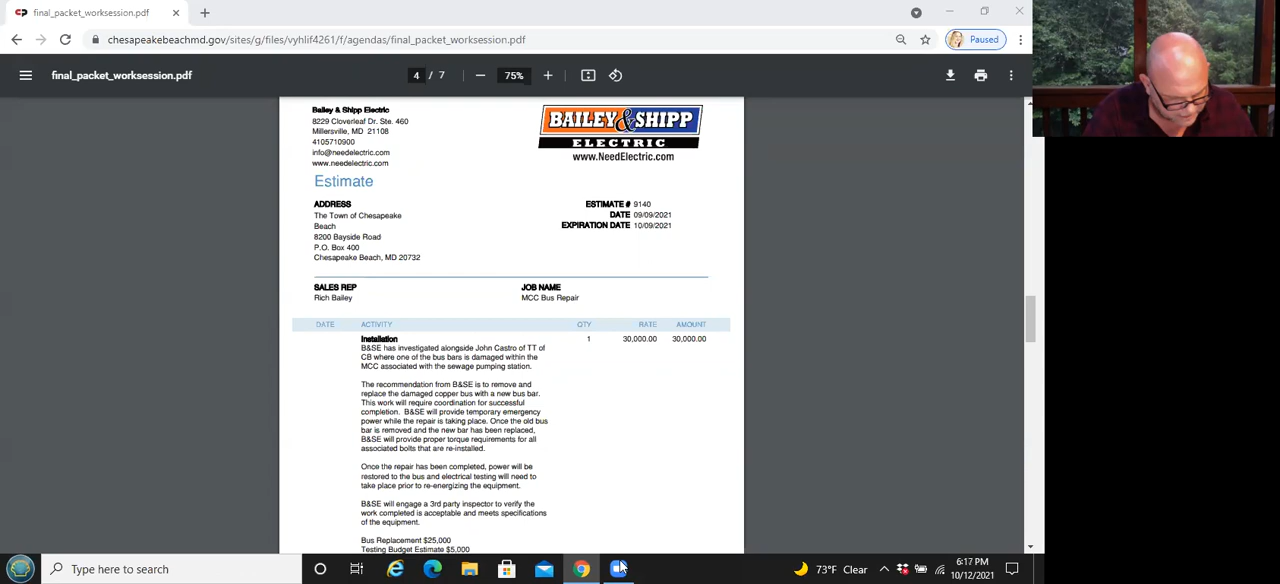 final_packet_worksession.pdf
chesapeakebeachmd.gov/sites/g/files/vyhlif4261/f/agendas/final_packet_worksession.pdf
Paused
final_packet_worksession.pdf
4 / 7
75%
Bailey & Shipp Electric
8229 Cloverleaf Dr. Ste. 460
Millersville, MD 21108
4105710900
info@needelectric.com
www.needelectric.com
BAILEY & SHIPP
ELECTRIC
www.NeedElectric.com
Estimate
ADDRESS
The Town of Chesapeake
Beach
8200 Bayside Road
P.O. Box 400
Chesapeake Beach, MD 20732
ESTIMATE # 9140
DATE 09/09/2021
EXPIRATION DATE 10/09/2021
SALES REP
Rich Bailey
JOB NAME
MCC Bus Repair
DATE ACTIVITY QTY RATE AMOUNT
Installation 1 30,000.00 30,000.00
B&SE has investigated alongside John Castro of TT of
CB where one of the bus bars is damaged within the
MCC associated with the sewage pumping station.
The recommendation from B&SE is to remove and
replace the damaged copper bus with a new bus bar.
This work will require coordination for successful
completion. B&SE will provide temporary emergency
power while the repair is taking place. Once the old bus
bar is removed and the new bar has been replaced,
B&SE will provide proper torque requirements for all
associated bolts that are re-installed.
Once the repair has been completed, power will be
restored to the bus and electrical testing will need to
take place prior to re-energizing the equipment.
B&SE will engage a 3rd party inspector to verify the
work completed is acceptable and meets specifications
of the equipment.
Bus Replacement $25,000
Testing Budget Estimate $5,000
Type here to search
73°F Clear
6:17 PM
10/12/2021